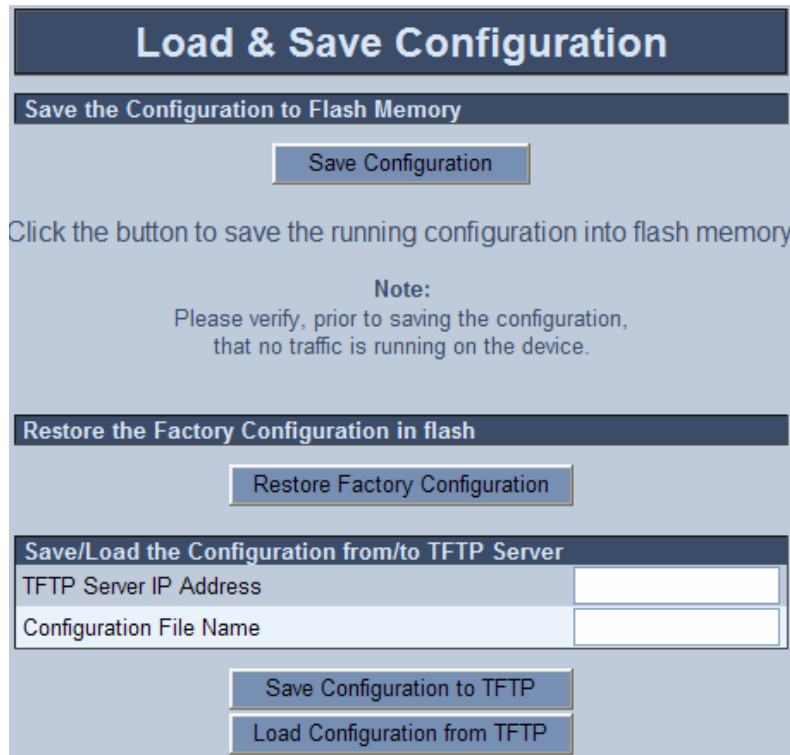 Load & Save Configuration
Save the Configuration to Flash Memory
Save Configuration
Click the button to save the running configuration into flash memory
Note:
Please verify, prior to saving the configuration,
that no traffic is running on the device.
Restore the Factory Configuration in flash
Restore Factory Configuration
Save/Load the Configuration from/to TFTP Server
TFTP Server IP Address
Configuration File Name
Save Configuration to TFTP
Load Configuration from TFTP